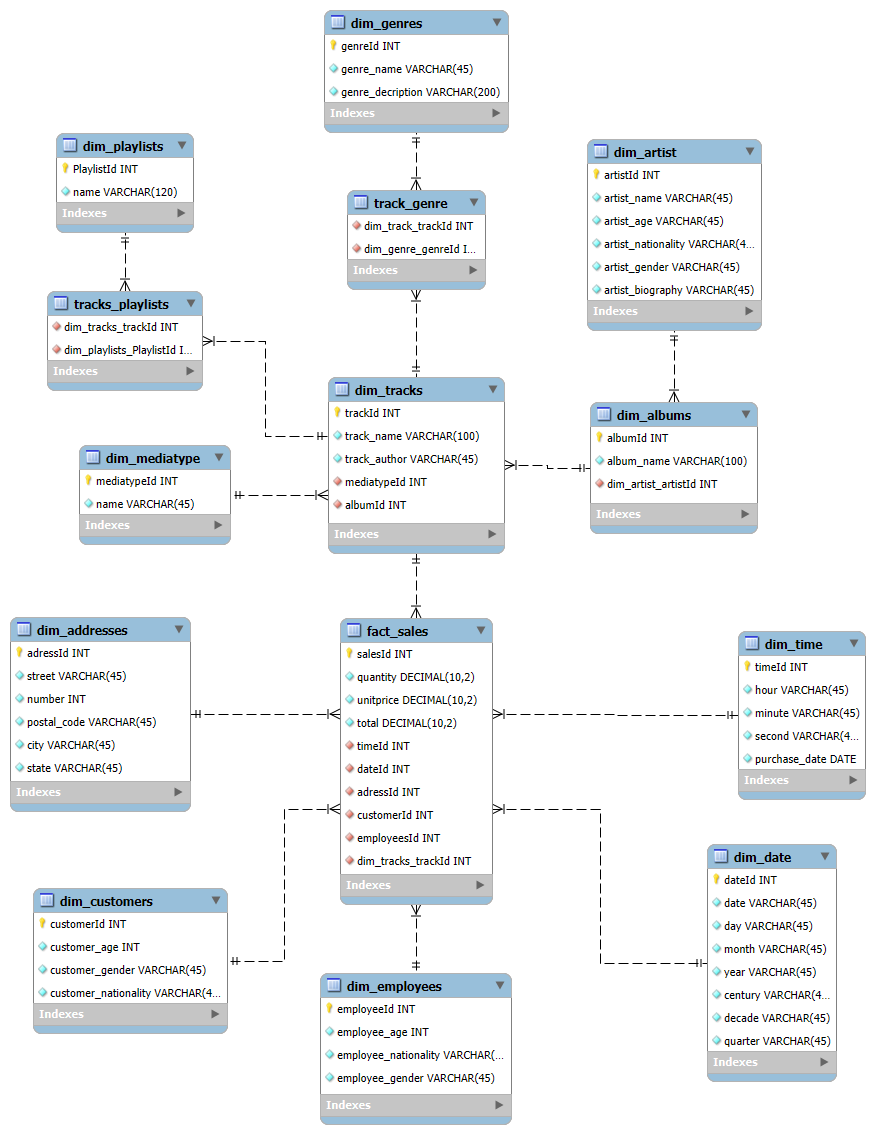 dim_genres
genreId INT
genre_name VARCHAR(45)
genre_decription VARCHAR(200)
Indexes
dim_playlists
PlaylistId INT
name VARCHAR(120)
Indexes
dim_artist
artistId INT
artist_name VARCHAR(45)
artist_age VARCHAR(45)
artist_nationality VARCHAR(4...
artist_gender VARCHAR(45)
artist_biography VARCHAR(45)
Indexes
track_genre
dim_track_trackId INT
dim_genre_genreId I...
Indexes
tracks_playlists
dim_tracks_trackId INT
dim_playlists_PlaylistId I...
Indexes
dim_tracks
trackId INT
track_name VARCHAR(100)
track_author VARCHAR(45)
mediatypeId INT
albumId INT
Indexes
dim_albums
albumId INT
album_name VARCHAR(100)
dim_artist_artistId INT
Indexes
dim_mediatype
mediatypeId INT
name VARCHAR(45)
Indexes
dim_addresses
adressId INT
street VARCHAR(45)
number INT
postal_code VARCHAR(45)
city VARCHAR(45)
state VARCHAR(45)
Indexes
fact_sales
salesId INT
quantity DECIMAL(10,2)
unitprice DECIMAL(10,2)
total DECIMAL(10,2)
timeId INT
dateId INT
adressId INT
customerId INT
employeesId INT
dim_tracks_trackId INT
Indexes
dim_time
timeId INT
hour VARCHAR(45)
minute VARCHAR(45)
second VARCHAR(4...
purchase_date DATE
Indexes
dim_date
dateId INT
date VARCHAR(45)
day VARCHAR(45)
month VARCHAR(45)
year VARCHAR(45)
century VARCHAR(4...
decade VARCHAR(45)
quarter VARCHAR(45)
Indexes
dim_customers
customerId INT
customer_age INT
customer_gender VARCHAR(45)
customer_nationality VARCHAR(4...
Indexes
dim_employees
employeeId INT
employee_age INT
employee_nationality VARCHAR(...
employee_gender VARCHAR(45)
Indexes